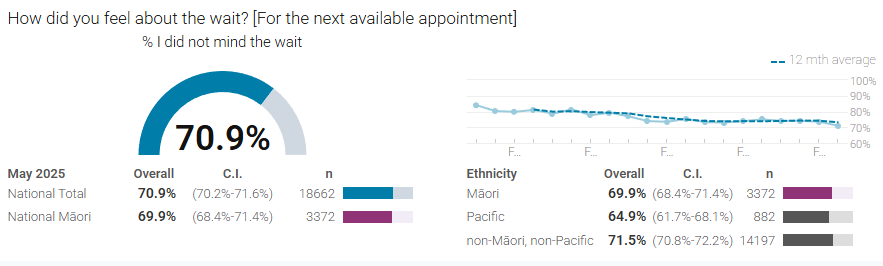 How did you feel about the wait? [For the next available appointment]
% I did not mind the wait
70.9%
12 mth average
100%
90%
80%
70%
60%
F... F... F... F... F...
May 2025 Overall C.I. n
National Total 70.9% (70.2%-71.6%) 18662
National Māori 69.9% (68.4%-71.4%) 3372
Ethnicity Overall C.I. n
Māori 69.9% (68.4%-71.4%) 3372
Pacific 64.9% (61.7%-68.1%) 882
non-Māori, non-Pacific 71.5% (70.8%-72.2%) 14197